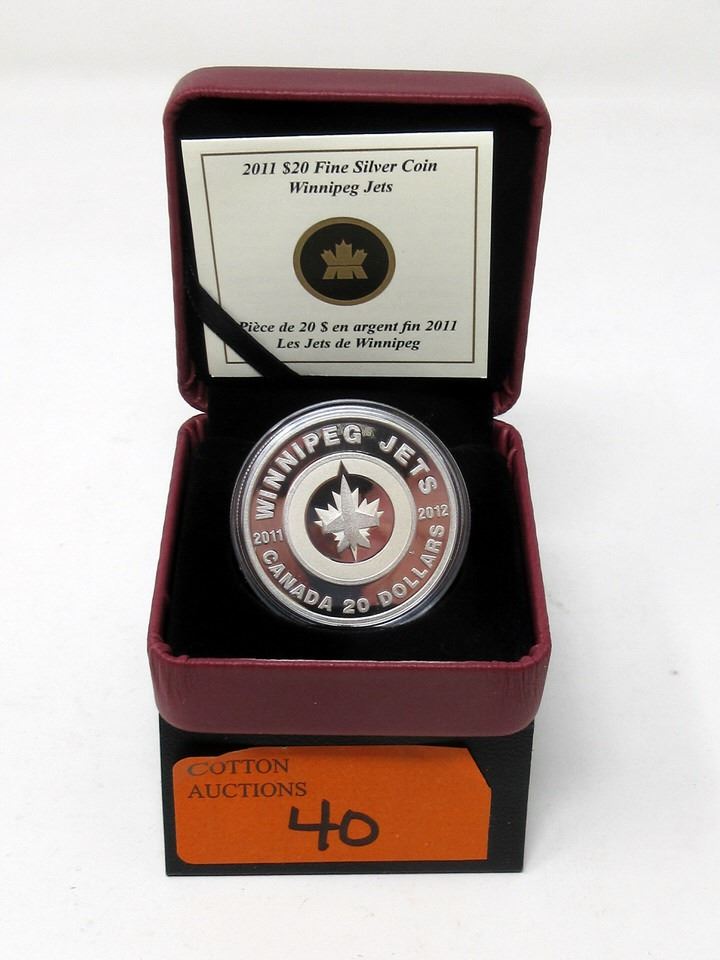 2011 $20 Fine Silver Coin
Winnipeg Jets
Pièce de 20 $ en argent fin 2011
Les Jets de Winnipeg
WINNIPEG JETS
2011 2012
CANADA 20 DOLLARS
COTTON
AUCTIONS
40